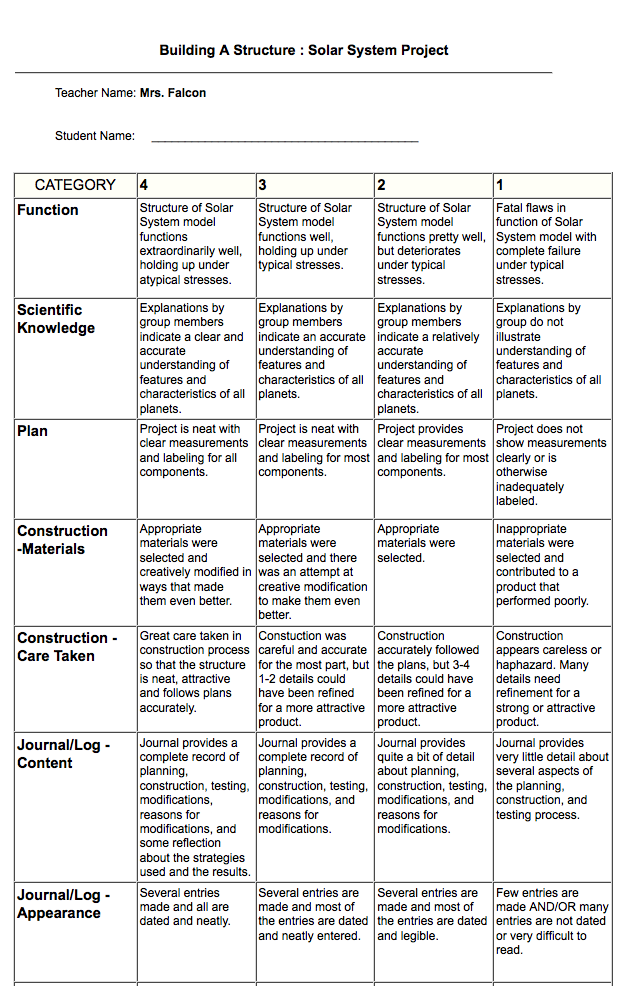 Building A Structure : Solar System Project
Teacher Name: Mrs. Falcon
Student Name: ________________________________________
CATEGORY 4 3 2 1
Function
Structure of Solar
System model
functions
extraordinarily well,
holding up under
atypical stresses.
Structure of Solar
System model
functions well,
holding up under
typical stresses.
Structure of Solar
System model
functions pretty well,
but deteriorates
under typical
stresses.
Fatal flaws in
function of Solar
System model with
complete failure
under typical
stresses.
Scientific
Knowledge
Explanations by
group members
indicate a clear and
accurate
understanding of
features and
characteristics of all
planets.
Explanations by
group members
indicate an accurate
understanding of
features and
characteristics of all
planets.
Explanations by
group members
indicate a relatively
accurate
understanding of
features and
characteristics of all
planets.
Explanations by
group do not
illustrate
understanding of
features and
characteristics of all
planets.
Plan
Project is neat with
clear measurements
and labeling for all
components.
Project is neat with
clear measurements
and labeling for most
components.
Project provides
clear measurements
and labeling for most
components.
Project does not
show measurements
clearly or is
otherwise
inadequately
labeled.
Construction
-Materials
Appropriate
materials were
selected and
creatively modified in
ways that made
them even better.
Appropriate
materials were
selected and there
was an attempt at
creative modification
to make them even
better.
Appropriate
materials were
selected.
Inappropriate
materials were
selected and
contributed to a
product that
performed poorly.
Construction -
Care Taken
Great care taken in
construction process
so that the structure
is neat, attractive
and follows plans
accurately.
Constuction was
careful and accurate
for the most part, but
1-2 details could
have been refined
for a more attractive
product.
Construction
accurately followed
the plans, but 3-4
details could have
been refined for a
more attractive
product.
Construction
appears careless or
haphazard. Many
details need
refinement for a
strong or attractive
product.
Journal/Log -
Content
Journal provides a
complete record of
planning,
construction, testing,
modifications,
reasons for
modifications, and
some reflection
about the strategies
used and the results.
Journal provides a
complete record of
planning,
construction, testing,
modifications, and
reasons for
modifications.
Journal provides
quite a bit of detail
about planning,
construction, testing,
modifications, and
reasons for
modifications.
Journal provides
very little detail about
several aspects of
the planning,
construction, and
testing process.
Journal/Log -
Appearance
Several entries
made and all are
dated and neatly.
Several entries are
made and most of
the entries are dated
and neatly entered.
Several entries are
made and most of
the entries are dated
and legible.
Few entries are
made AND/OR many
entries are not dated
or very difficult to
read.